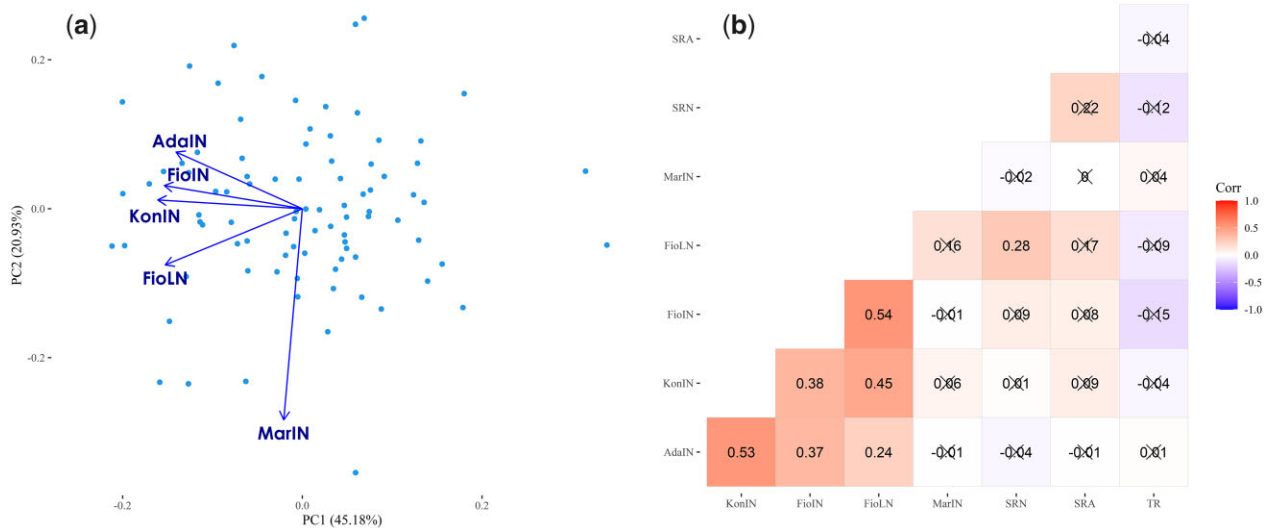 (a)
0.2
0.0
-0.2
PC2 (20.93%)
AdaIN
FioIN
KonIN
FioLN
MarIN
-0.2
0.0
0.2
PC1 (45.18%)
(b)
SRA
-0.04
SRN
0.22
-0.12
MarIN
-0.02
0
0.04
FioLN
0.16
0.28
0.17
-0.09
FioIN
0.54
-0.01
0.09
0.08
-0.15
KonIN
0.38
0.45
0.06
0.01
0.09
-0.04
AdaIN
0.53
0.37
0.24
-0.01
-0.04
-0.01
0.01
KonIN
FioIN
FioLN
MarIN
SRN
SRA
TR
Corr
1.0
0.5
0.0
-0.5
-1.0